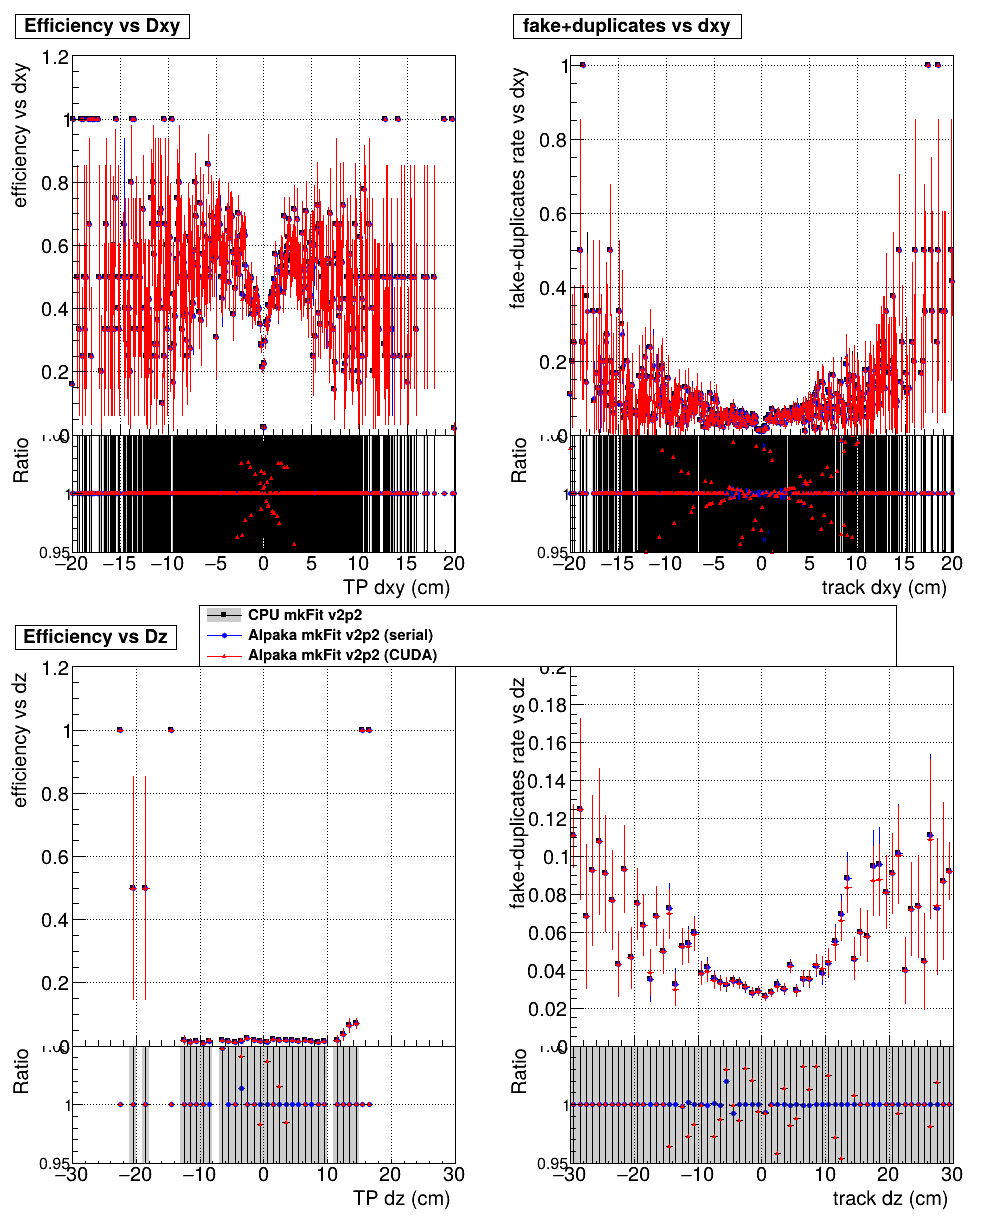 Efficiency vs Dxy
efficiency vs dxy
1.2
1
0.8
0.6
0.4
0.2
Ratio
1
0.95
−20 −15 −10 −5 0 5 10 15 20
TP dxy (cm)
fake+duplicates vs dxy
fake+duplicates rate vs dxy
1
0.8
0.6
0.4
0.2
0
Ratio
1
0.95
−20 −15 −10 −5 0 5 10 15 20
track dxy (cm)
CPU mkFit v2p2
Alpaka mkFit v2p2 (serial)
Alpaka mkFit v2p2 (CUDA)
Efficiency vs Dz
efficiency vs dz
1.2
1
0.8
0.6
0.4
0.2
0
Ratio
1
0.95
−30 −20 −10 0 10 20 30
TP dz (cm)
fake+duplicates rate vs dz
0.2
0.18
0.16
0.14
0.12
0.1
0.08
0.06
0.04
0.02
Ratio
1
0.95
−30 −20 −10 0 10 20 30
track dz (cm)